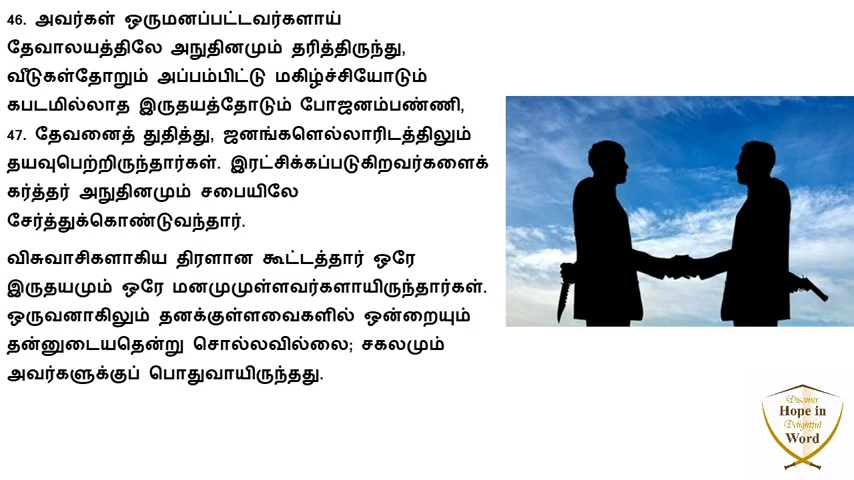 46. அவர்கள் ஒருமனப்பட்டவர்களாய்
தேவாலயத்திலே அநுதினமும் தரித்திருந்து,
வீடுகள்தோறும் அப்பம்பிட்டு மகிழ்ச்சியோடும்
கபடமில்லாத இருதயத்தோடும் போஜனம்பண்ணி,
47. தேவனைத் துதித்து, ஜனங்களெல்லாரிடத்திலும்
தயவுபெற்றிருந்தார்கள். இரட்சிக்கப்படுகிறவர்களைக்
கர்த்தர் அநுதினமும் சபையிலே
சேர்த்துக்கொண்டுவந்தார்.
விசுவாசிகளாகிய திரளான கூட்டத்தார் ஒரே
இருதயமும் ஒரே மனமுமுள்ளவர்களாயிருந்தார்கள்.
ஒருவனாகிலும் தனக்குள்ளவைகளில் ஒன்றையும்
தன்னுடையதென்று சொல்லவில்லை; சகலமும்
அவர்களுக்குப் பொதுவாயிருந்தது.
Discover
Hope in
Delightful
Word